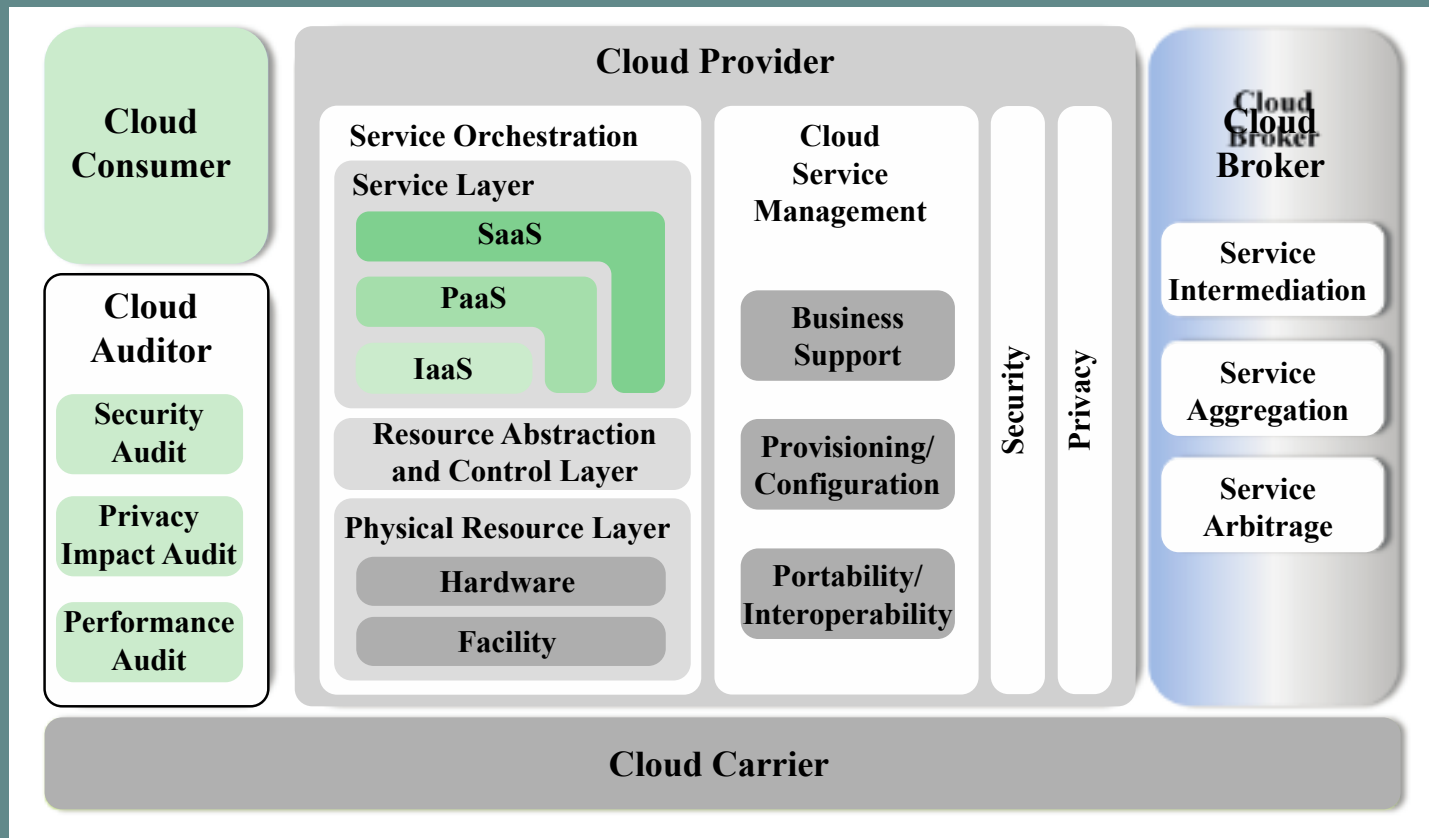 Cloud
Consumer
Cloud
Auditor
Security
Audit
Privacy
Impact Audit
Performance
Audit
Cloud Provider
Service Orchestration
Service Layer
SaaS
PaaS
IaaS
Resource Abstraction
and Control Layer
Physical Resource Layer
Hardware
Facility
Cloud
Service
Management
Business
Support
Provisioning/
Configuration
Portability/
Interoperability
Security
Privacy
Cloud
Cloud
Broker
Broker
Service
Intermediation
Service
Aggregation
Service
Arbitrage
Cloud Carrier